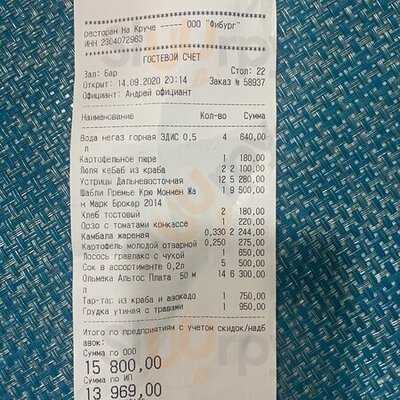 Ресторан На Круче ----- ООО "Фибург"
ИНН 2304072963
ГОСТЕВОЙ СЧЕТ
Зал: Бар Стол: 22
Открыт: 14.09.2020 20:14 Заказ № 58937
Официант: Андрей официант
Наименование Кол-во Сумма
Вода негаз горная ЭДИС 0,5 4 640,00
л
Картофельное пюре 1 180,00
Люля кебаб из краба 2 2 100,00
Устрицы Дальневосточная 12 5 280,00
Шабли Премье Крю Моннен Жа 1 9 500,00
н Марк Брокар 2014
Хлеб тостовый 2 180,00
Орзо с томатами конкассе 1 220,00
Камбала жареная 0,330 2 244,00
Картофель молодой отварной 0,250 275,00
Лосось гравлакс с чукой 1 650,00
Сок в ассортименте 0,2л 5 500,00
Ольмека Альтос Плата 50 м 14 6 300,00
л
Тар-тар из краба и авокадо 1 750,00
Грудка утиная с травами 1 950,00
Итого по предприятиям с учетом скидок/надб
авок:
Сумма по ООО
15 800,00
Сумма по ИП
13 969,00